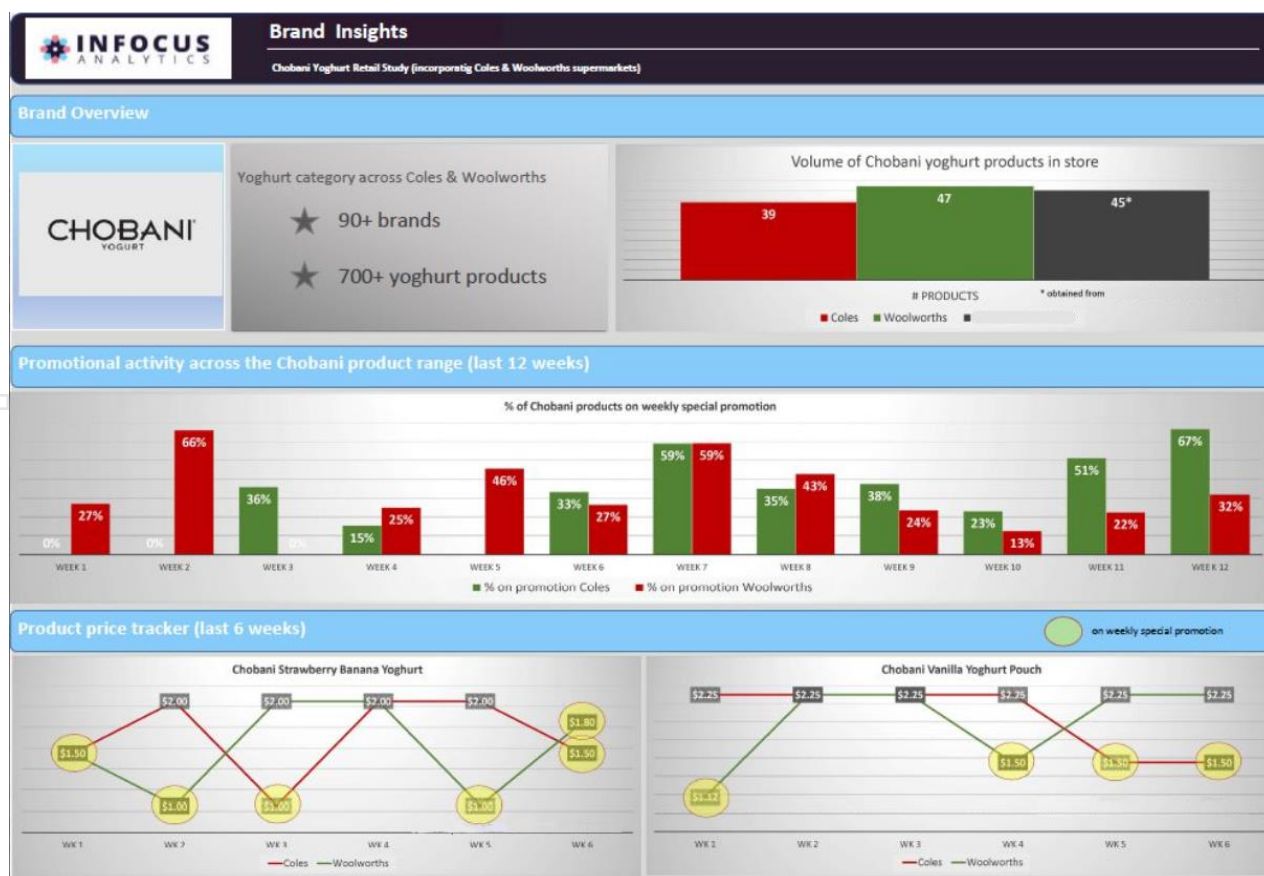 INFOCUS
ANALYTICS
Brand Insights
Chobani Yoghurt Retail Study (incorporatig Coles & Woolworths supermarkets)
Brand Overview
CHOBANI
YOGURT
Yoghurt category across Coles & Woolworths
90+ brands
700+ yoghurt products
Volume of Chobani yoghurt products in store
39 47 45*
# PRODUCTS * obtained from
Coles Woolworths
Promotional activity across the Chobani product range (last 12 weeks)
% of Chobani products on weekly special promotion
0% 27% 0% 66% 36% 0% 15% 25% 46% 33% 27% 59% 59% 35% 43% 38% 24% 23% 13% 51% 22% 67% 32%
WEEK 1 WEEK 2 WEEK 3 WEEK 4 WEEK 5 WEEK 6 WEEK 7 WEEK 8 WEEK 9 WEEK 10 WEEK 11 WEEK 12
% on promotion Coles % on promotion Woolworths
Product price tracker (last 6 weeks)
on weekly special promotion
Chobani Strawberry Banana Yoghurt
$2.00 $2.00 $2.00 $2.00
$1.80
$1.50 $1.50
$1.00 $1.00 $1.00
WK 1 WK 2 WK 3 WK 4 WK 5 WK 6
Coles Woolworths
Chobani Vanilla Yoghurt Pouch
$2.25 $2.25 $2.25 $2.25 $2.25 $2.25
$1.50 $1.50 $1.50
$1.12
WK 1 WK 2 WK 3 WK 4 WK 5 WK 6
Coles Woolworths